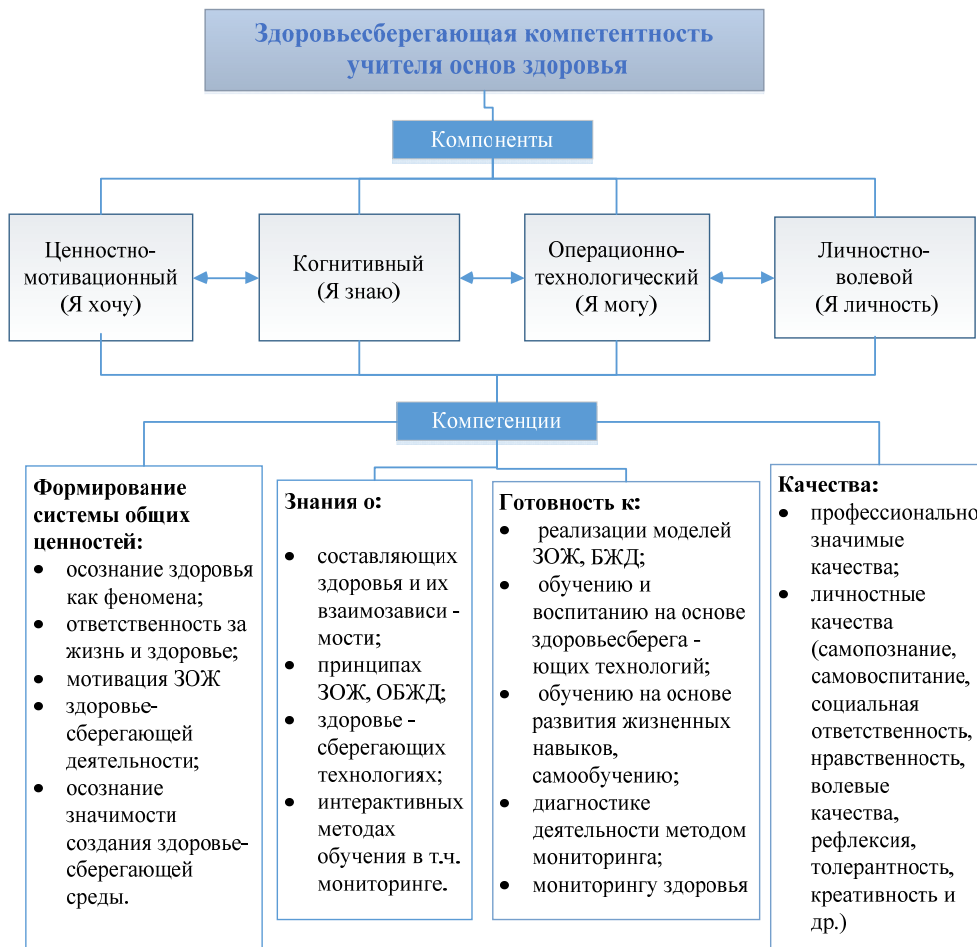 Здоровьесберегающая компетентность
учителя основ здоровья
Компоненты
Ценностно-
мотивационный
(Я хочу)
Когнитивный
(Я знаю)
Операционно-
технологический
(Я могу)
Личностно-
волевой
(Я личность)
Компетенции
Формирование
системы общих
ценностей:
• осознание здоровья
как феномена;
• ответственность за
жизнь и здоровье;
• мотивация ЗОЖ
• здоровье-
сберегающей
деятельности;
• осознание
значимости
создания здоровье-
сберегающей
среды.
Знания о:
• составляющих
здоровья и их
взаимозависи -
мости;
• принципах
ЗОЖ, ОБЖД;
• здоровье -
сберегающих
технологиях;
• интерактивных
методах
обучения в т.ч.
мониторинге.
Готовность к:
• реализации моделей
ЗОЖ, БЖД;
• обучению и
воспитанию на основе
здоровьесберега -
ющих технологий;
• обучению на основе
развития жизненных
навыков,
самообучению;
• диагностике
деятельности методом
мониторинга;
• мониторингу здоровья
Качества:
• профессионально
значимые
качества;
• личностные
качества
(самопознание,
самовоспитание,
социальная
ответственность,
нравственность,
волевые
качества,
рефлексия,
толерантность,
креативность и
др.)